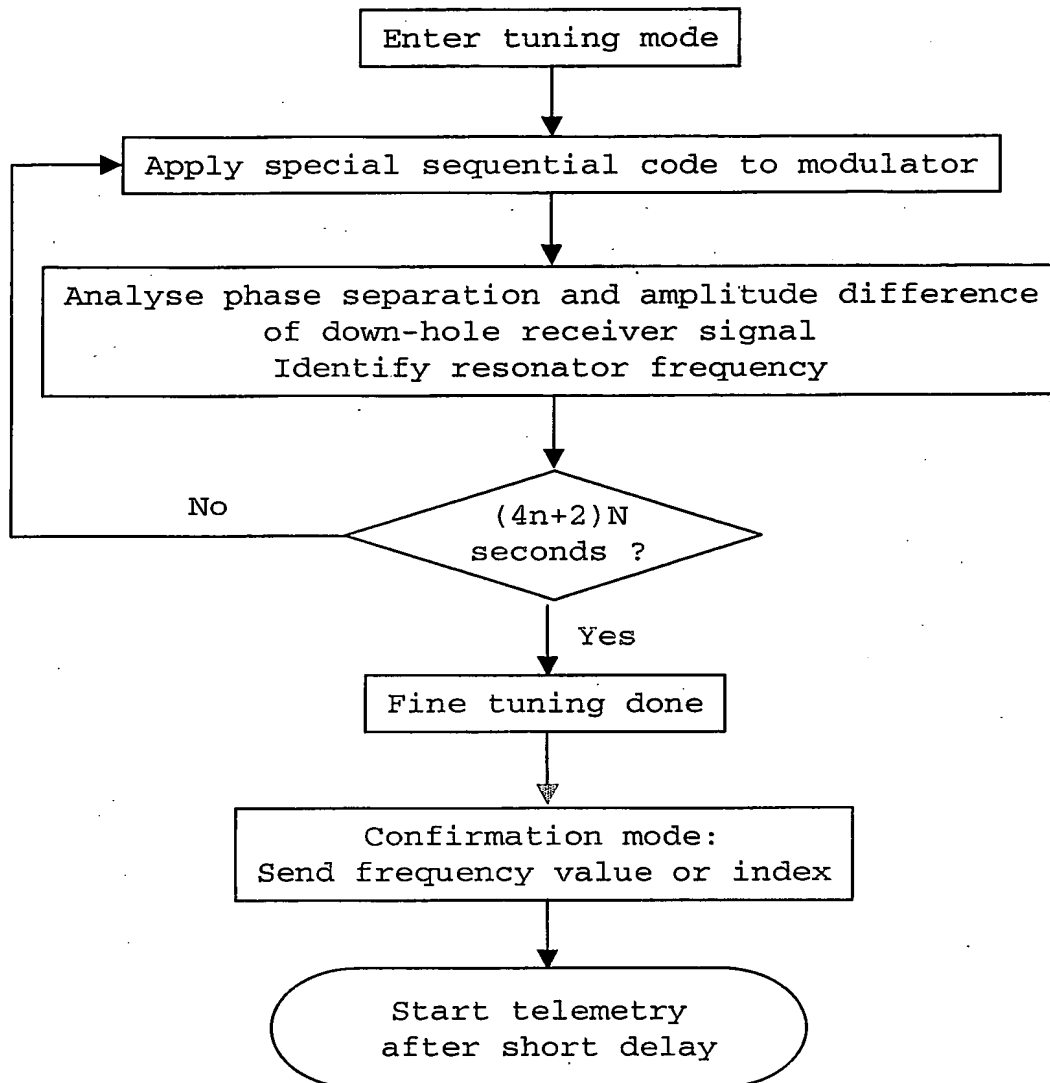 Enter tuning mode
Apply special sequential code to modulator
Analyse phase separation and amplitude difference
of down-hole receiver signal
Identify resonator frequency
No
(4n+2)N
seconds ?
Yes
Fine tuning done
Confirmation mode:
Send frequency value or index
Start telemetry
after short delay